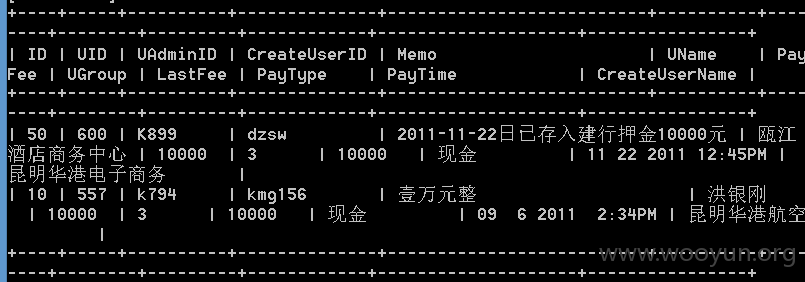 +----+-----+----------+--------------+--------------------------------+--------------+----
----+--------+---------+---------+----------------------+----------------+
| ID | UID | UAdminID | CreateUserID | Memo | UName | Pay
Fee | UGroup | LastFee | PayType | PayTime | CreateUserName |
+----+-----+----------+--------------+--------------------------------+--------------+----
----+--------+---------+---------+----------------------+----------------+
| 50 | 600 | K899 | dzsw | 2011-11-22日已存入建行押金10000元 | 瓯江
酒店商务中心 | 10000 | 3 | 10000 | 现金 | 11 22 2011 12:45PM |
昆明华港电子商务 |
| 10 | 557 | k794 | kmg156 | 壹万元整 | 洪银刚
| 10000 | 3 | 10000 | 现金 | 09 6 2011 2:34PM | 昆明华港航空
|
+----+-----+----------+--------------+--------------------------------+--------------+----
www.wooyun.org
----+--------+---------+---------+----------------------+----------------+